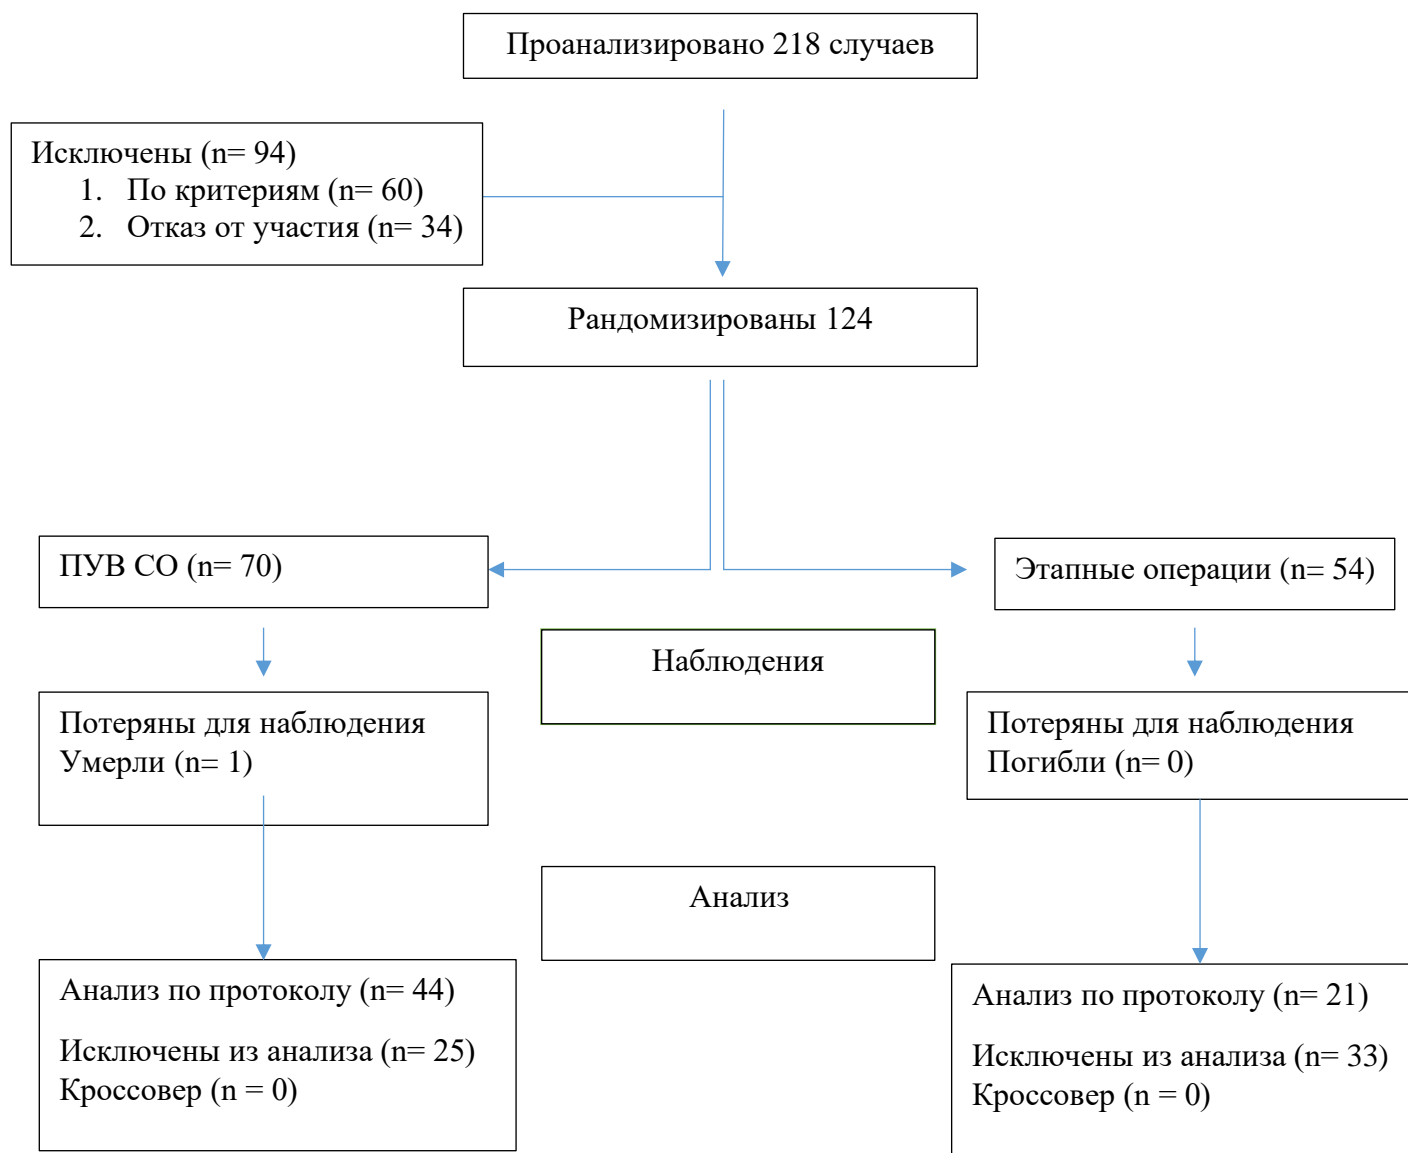 Проанализировано 218 случаев
Исключены (n= 94)
1. По критериям (n= 60)
2. Отказ от участия (n= 34)
Рандомизированы 124
ПУВ СО (n= 70)
Этапные операции (n= 54)
Наблюдения
Потеряны для наблюдения
Умерли (n= 1)
Потеряны для наблюдения
Погибли (n= 0)
Анализ
Анализ по протоколу (n= 44)
Исключены из анализа (n= 25)
Кроссовер (n = 0)
Анализ по протоколу (n= 21)
Исключены из анализа (n= 33)
Кроссовер (n = 0)